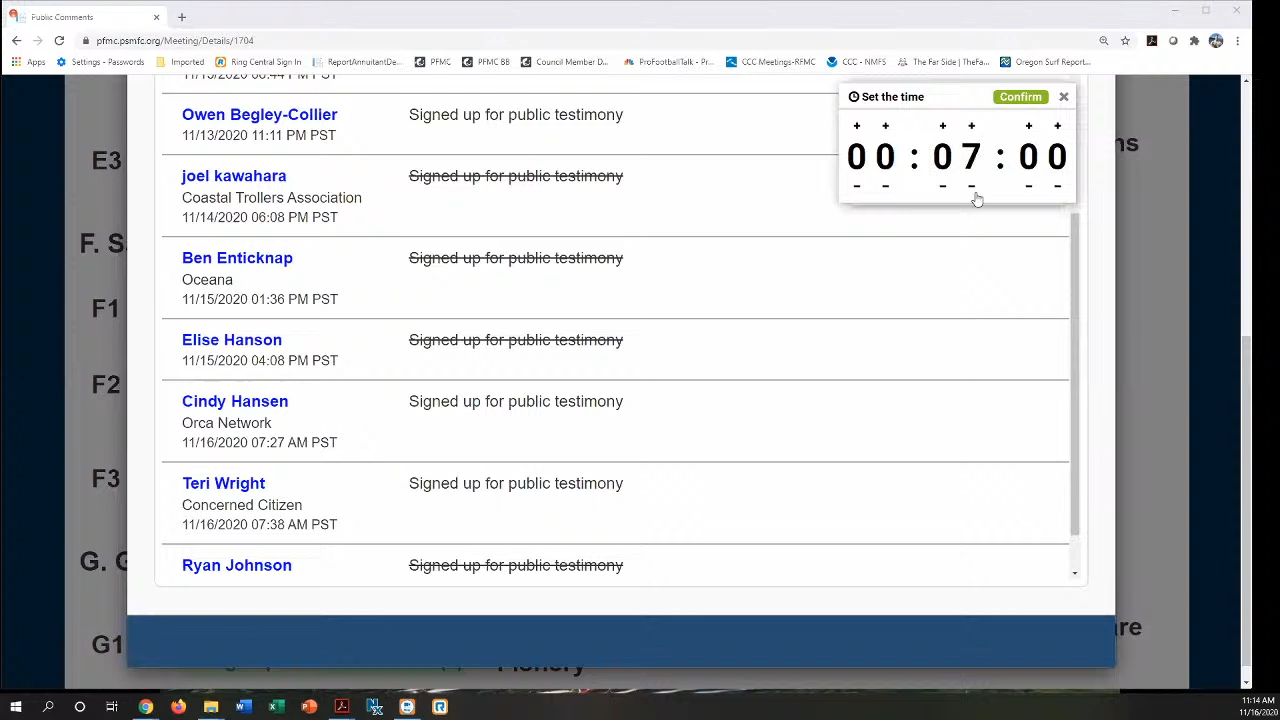 Public Comments
pfmc.psmfc.org/Meeting/Details/1704
Apps Settings - Passwords Imported Ring Central Sign In ReportAnnuitantDe... PFMC PFMC BB Council Member D... ProFootballTalk - Pr... CCC Meetings-RFMC CCC - NMFS The Far Side | TheFa... Oregon Surf Report...
Set the time Confirm
+ + + + + +
00 : 07 : 00
- - - - - -
Owen Begley-Collier Signed up for public testimony
11/13/2020 11:11 PM PST
joel kawahara Signed up for public testimony
Coastal Trollers Association
11/14/2020 06:08 PM PST
Ben Enticknap Signed up for public testimony
Oceana
11/15/2020 01:36 PM PST
Elise Hanson Signed up for public testimony
11/15/2020 04:08 PM PST
Cindy Hansen Signed up for public testimony
Orca Network
11/16/2020 07:27 AM PST
Teri Wright Signed up for public testimony
Concerned Citizen
11/16/2020 07:38 AM PST
Ryan Johnson Signed up for public testimony
E3
F. S
F1
F2
F3
G. G
G1
11:14 AM
11/16/2020